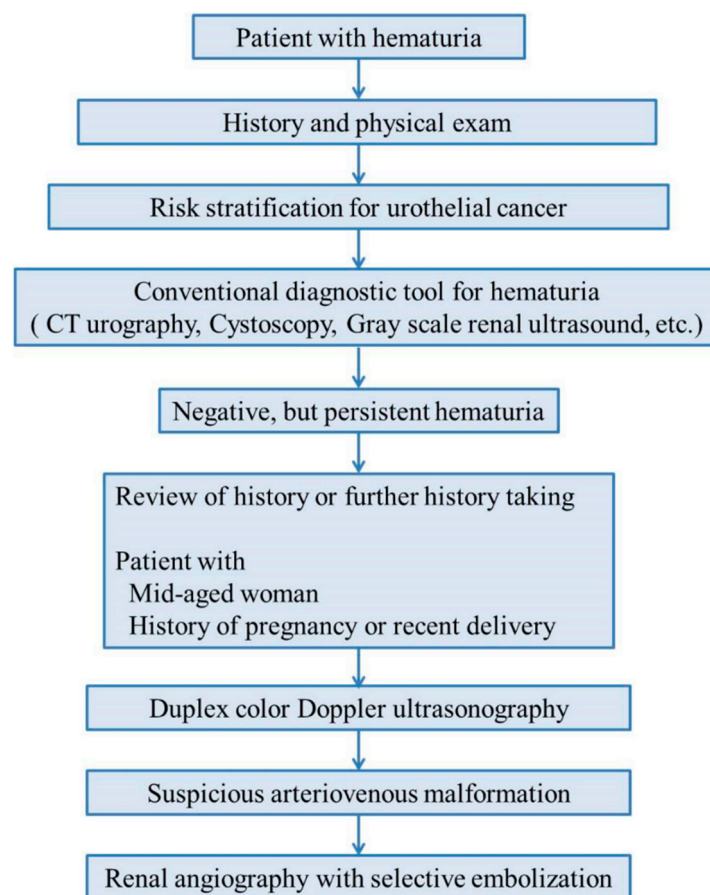 Patient with hematuria
History and physical exam
Risk stratification for urothelial cancer
Conventional diagnostic tool for hematuria
( CT urography, Cystoscopy, Gray scale renal ultrasound, etc.)
Negative, but persistent hematuria
Review of history or further history taking
Patient with
Mid-aged woman
History of pregnancy or recent delivery
Duplex color Doppler ultrasonography
Suspicious arteriovenous malformation
Renal angiography with selective embolization